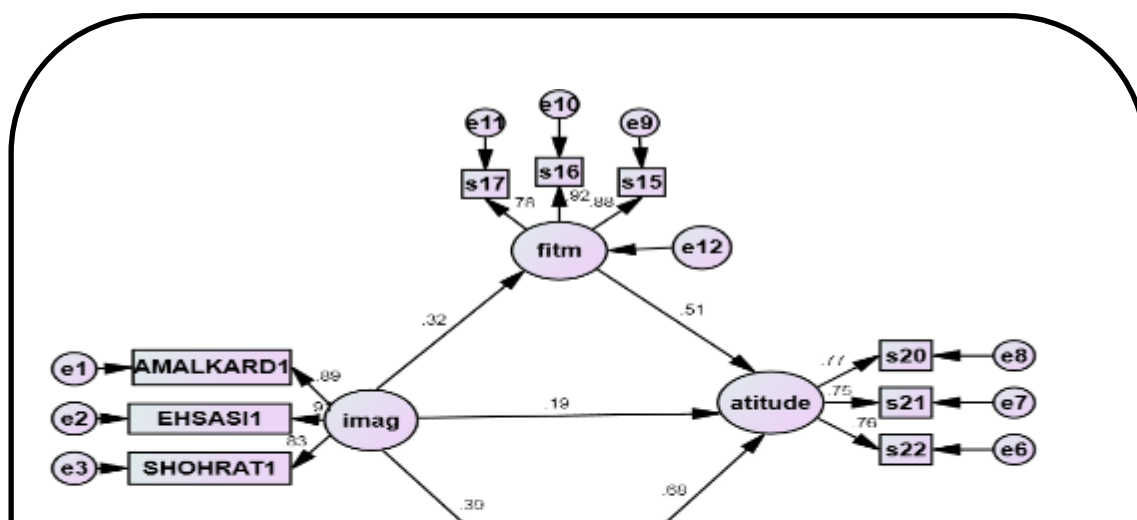 e10
e11
e9
s16
s17
s15
.78
.92
.88
fitm
e12
.32
.51
e1
AMALKARD1
.89
s20
e8
.77
e2
EHSASI1
imag
.19
atitude
.75
s21
e7
e3
SHOHRAT1
.83
.76
s22
e6
.39
.68